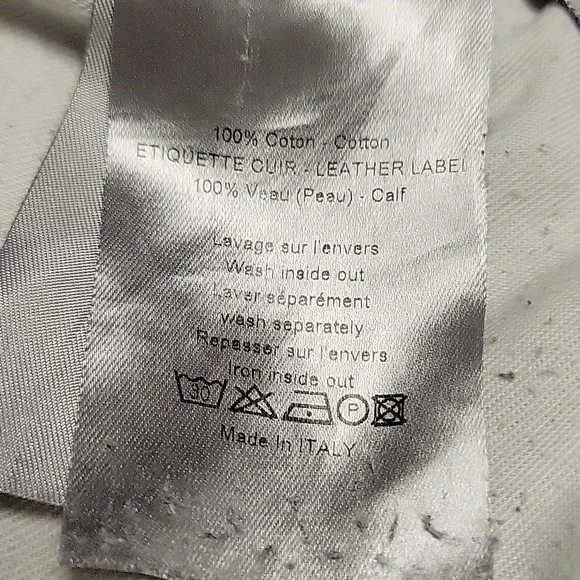 100% Coton - Cotton
ETIQUETTE CUIR - LEATHER LABEL
100% Veau (Peau) - Calf
Lavage sur l'envers
Wash inside out
Laver séparément
wash separately
Repasser sur l'envers
Iron inside out
30 P
Made In ITALY